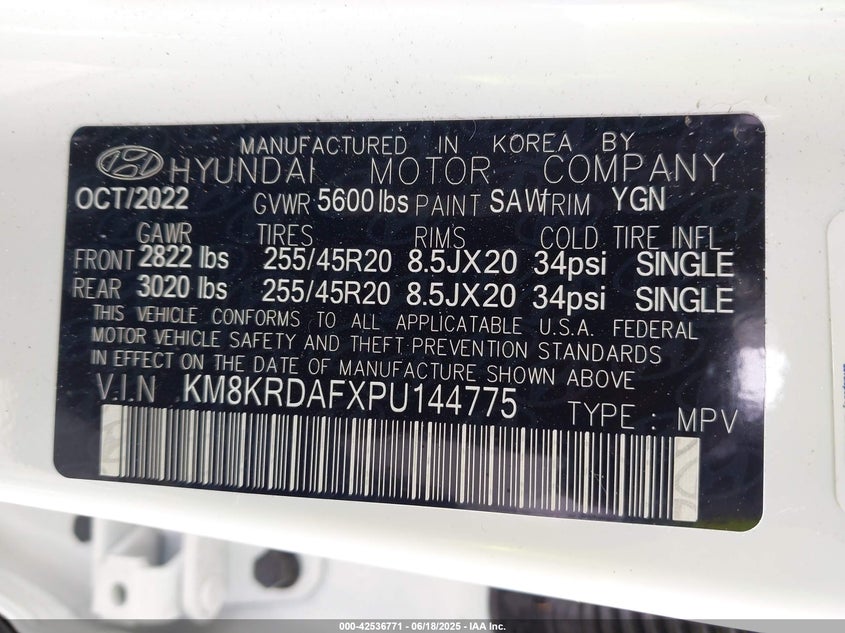 MANUFACTURED IN KOREA BY
HYUNDAI MOTOR COMPANY
OCT/2022 GVWR 5600lbs PAINT SAW TRIM YGN
GAWR TIRES RIMS COLD TIRE INFL
FRONT 2822 lbs 255/45R20 8.5JX20 34psi SINGLE
REAR 3020 lbs 255/45R20 8.5JX20 34psi SINGLE
THIS VEHICLE CONFORMS TO ALL APPLICATABLE U.S.A. FEDERAL
MOTOR VEHICLE SAFETY AND THEFT PREVENTION STANDARDS
IN EFFECT ON THE DATE OF MANUFACTURE SHOWN ABOVE
V.I.N KM8KRDAFXPU144775 TYPE : MPV
000-42536771 - 06/18/2025 - IAA Inc.